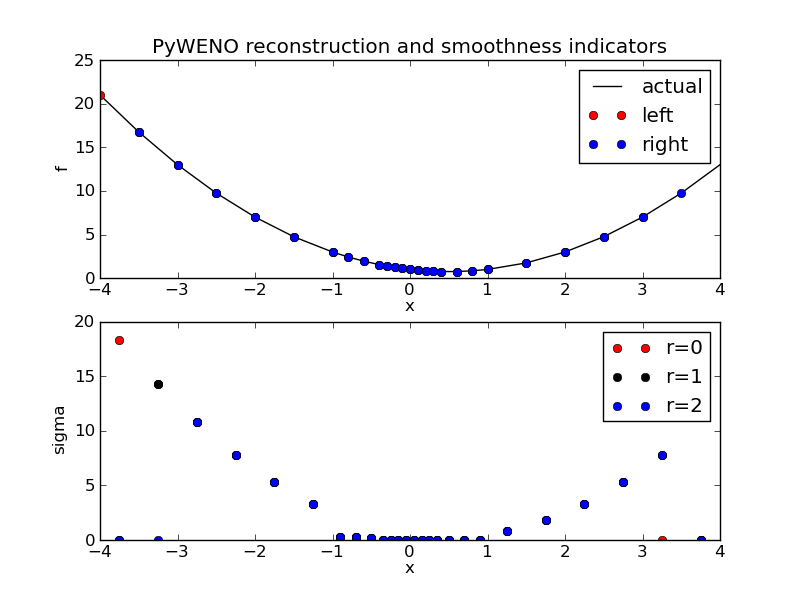 PyWENO reconstruction and smoothness indicators
25
20
15
10
5
0
f
actual
left
right
−4 −3 −2 −1 0 1 2 3 4
x
20
15
10
5
0
sigma
r=0
r=1
r=2
−4 −3 −2 −1 0 1 2 3 4
x